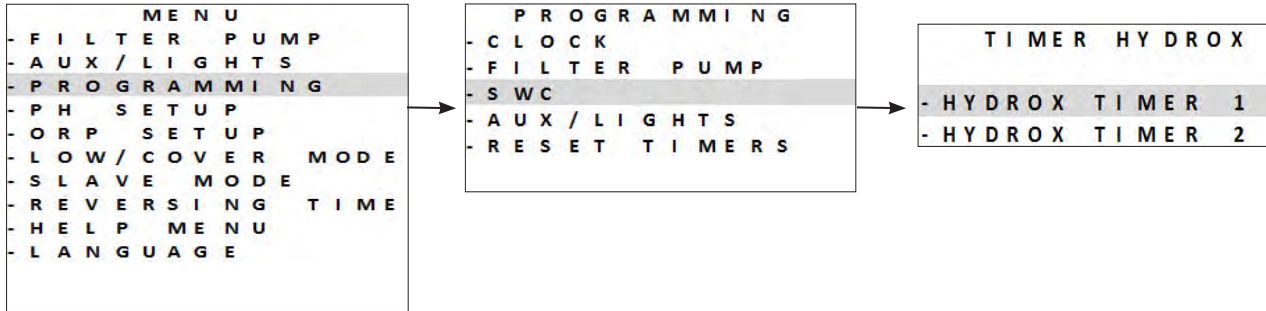 MENU
- FILTER PUMP
- AUX/LIGHTS
- PROGRAMMING
- PH SETUP
- ORP SETUP
- LOW/COVER MODE
- SLAVE MODE
- REVERSING TIME
- HELP MENU
- LANGUAGE
PROGRAMMING
- CLOCK
- FILTER PUMP
- SWC
- AUX/LIGHTS
- RESET TIMERS
TIMER HYDROX
- HYDROX TIMER 1
- HYDROX TIMER 2